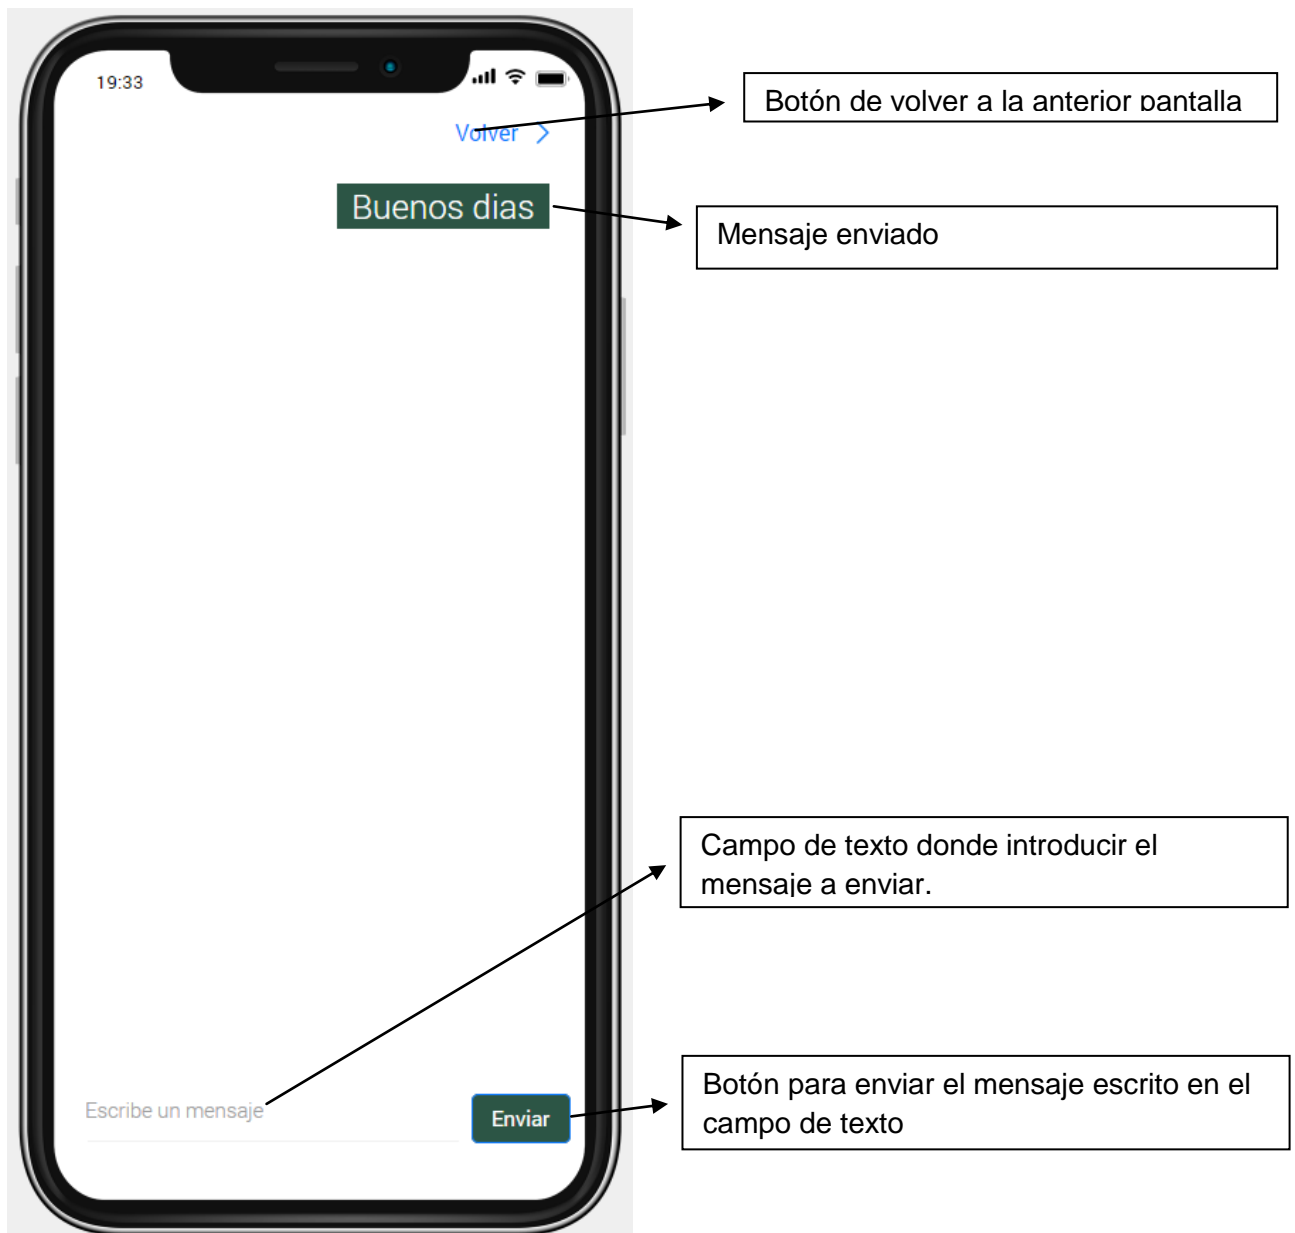 19:33
Botón de volver a la anterior pantalla
Volver
Buenos dias
Mensaje enviado
Campo de texto donde introducir el
mensaje a enviar.
Botón para enviar el mensaje escrito en el
campo de texto
Escribe un mensaje
Enviar